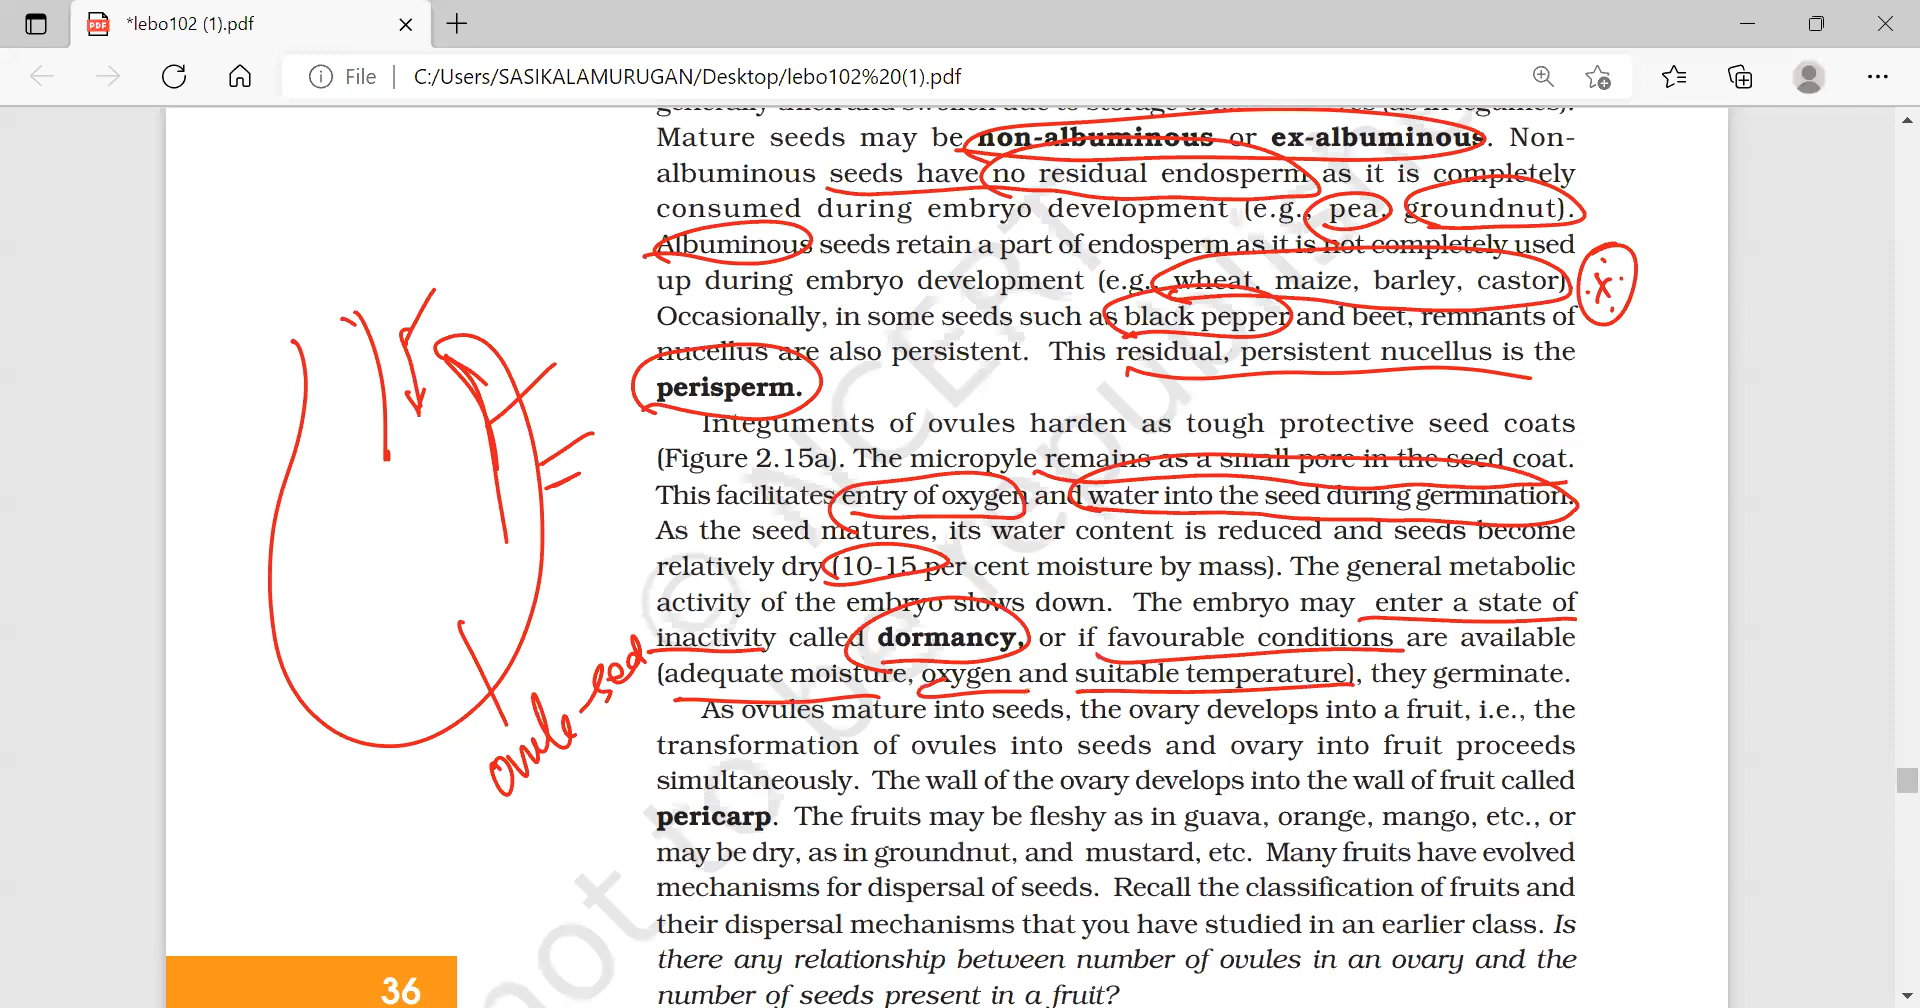 *lebo102 (1).pdf
File
C:/Users/SASIKALAMURUGAN/Desktop/lebo102%20(1).pdf
Mature seeds may be non-albuminous or ex-albuminous. Non-
albuminous seeds have no residual endosperm as it is completely
consumed during embryo development (e.g., pea, groundnut).
Albuminous seeds retain a part of endosperm as it is not completely used
up during embryo development (e.g., wheat, maize, barley, castor).
Occasionally, in some seeds such as black pepper and beet, remnants of
nucellus are also persistent. This residual, persistent nucellus is the
perisperm.
Integuments of ovules harden as tough protective seed coats
(Figure 2.15a). The micropyle remains as a small pore in the seed coat.
This facilitates entry of oxygen and water into the seed during germination.
As the seed matures, its water content is reduced and seeds become
relatively dry (10-15 per cent moisture by mass). The general metabolic
activity of the embryo slows down. The embryo may enter a state of
inactivity called dormancy, or if favourable conditions are available
(adequate moisture, oxygen and suitable temperature), they germinate.
As ovules mature into seeds, the ovary develops into a fruit, i.e., the
transformation of ovules into seeds and ovary into fruit proceeds
simultaneously. The wall of the ovary develops into the wall of fruit called
pericarp. The fruits may be fleshy as in guava, orange, mango, etc., or
may be dry, as in groundnut, and mustard, etc. Many fruits have evolved
mechanisms for dispersal of seeds. Recall the classification of fruits and
their dispersal mechanisms that you have studied in an earlier class. Is
there any relationship between number of ovules in an ovary and the
number of seeds present in a fruit?
ovule - seed
36
© NCERT
not to be republished